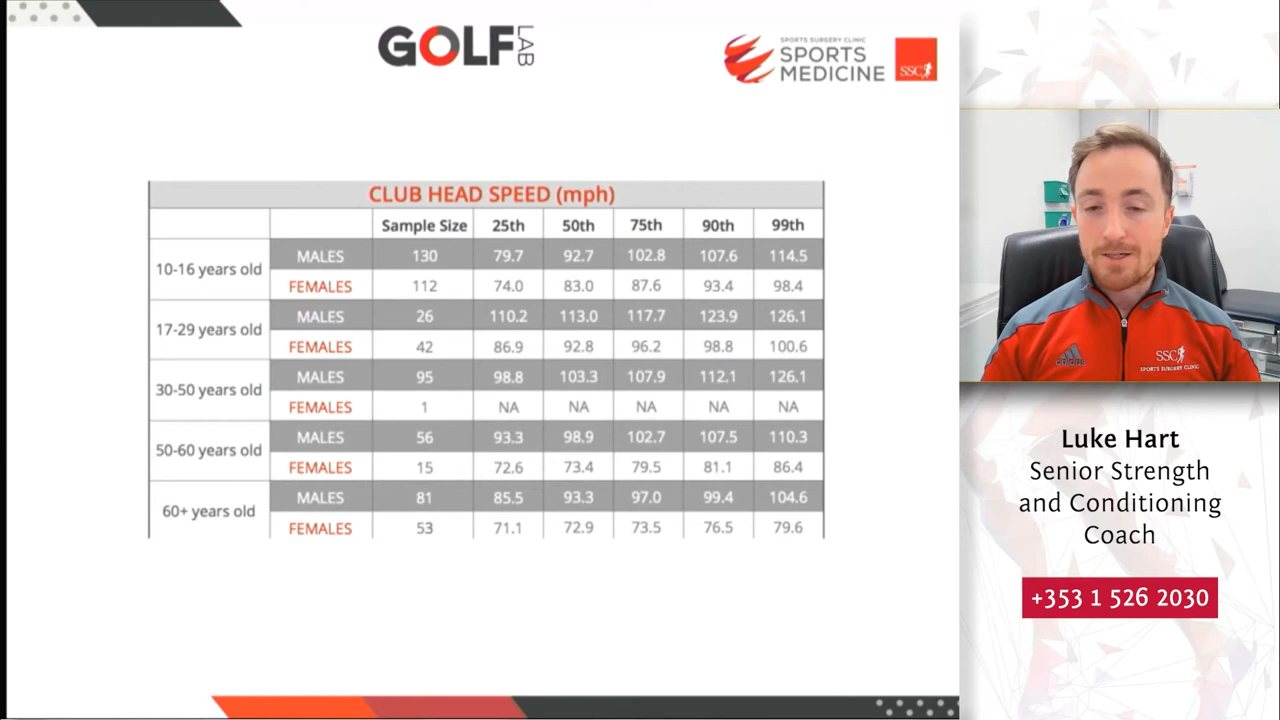 GOLF LAB
SPORTS SURGERY CLINIC
SPORTS
MEDICINE
SSC
CLUB HEAD SPEED (mph)
Sample Size 25th 50th 75th 90th 99th
10-16 years old
MALES 130 79.7 92.7 102.8 107.6 114.5
FEMALES 112 74.0 83.0 87.6 93.4 98.4
17-29 years old
MALES 26 110.2 113.0 117.7 123.9 126.1
FEMALES 42 86.9 92.8 96.2 98.8 100.6
30-50 years old
MALES 95 98.8 103.3 107.9 112.1 126.1
FEMALES 1 NA NA NA NA NA
50-60 years old
MALES 56 93.3 98.9 102.7 107.5 110.3
FEMALES 15 72.6 73.4 79.5 81.1 86.4
60+ years old
MALES 81 85.5 93.3 97.0 99.4 104.6
FEMALES 53 71.1 72.9 73.5 76.5 79.6
adidas
SSC
SPORTS SURGERY CLINIC
Luke Hart
Senior Strength
and Conditioning
Coach
+353 1 526 2030